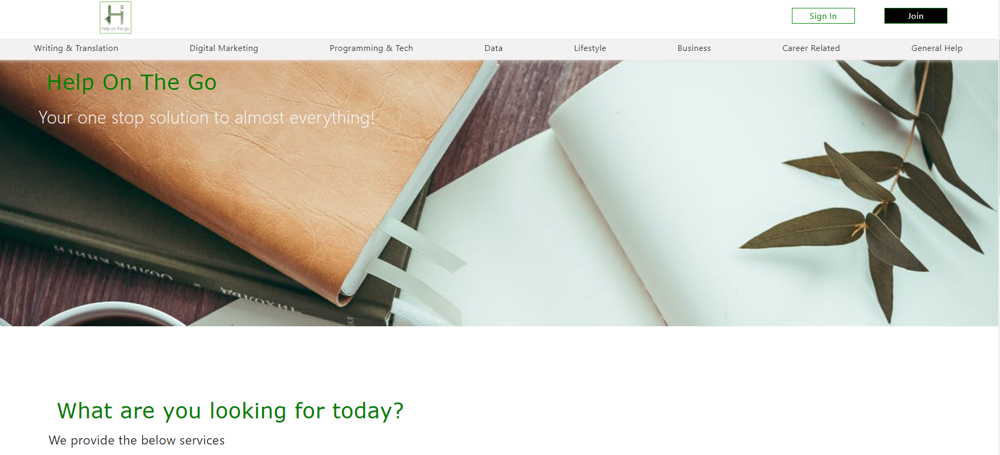 H
help on the go
Sign In
Join
Writing & Translation
Digital Marketing
Programming & Tech
Data
Lifestyle
Business
Career Related
General Help
Help On The Go
Your one stop solution to almost everything!
What are you looking for today?
We provide the below services